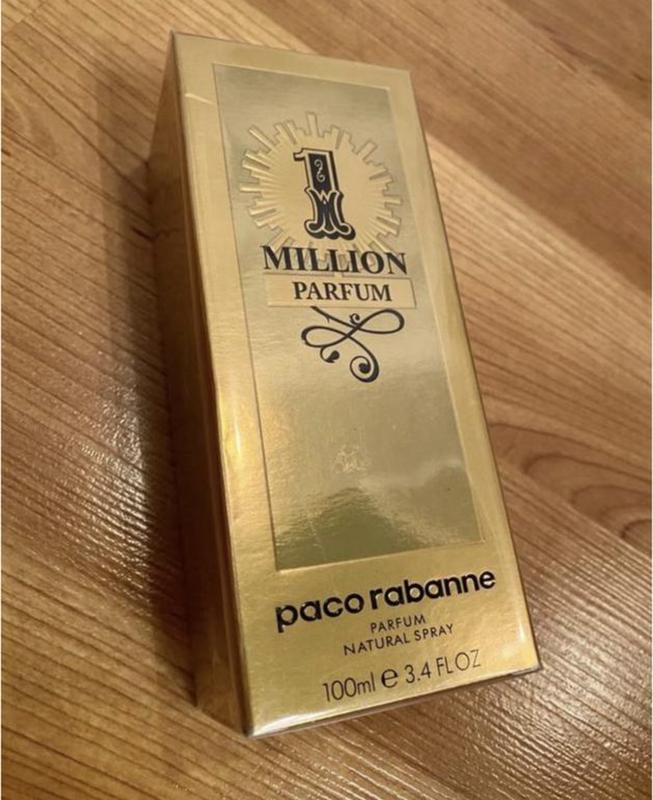 1
MILLION
PARFUM
paco rabanne
PARFUM
NATURAL SPRAY
100ml e 3.4 FL OZ